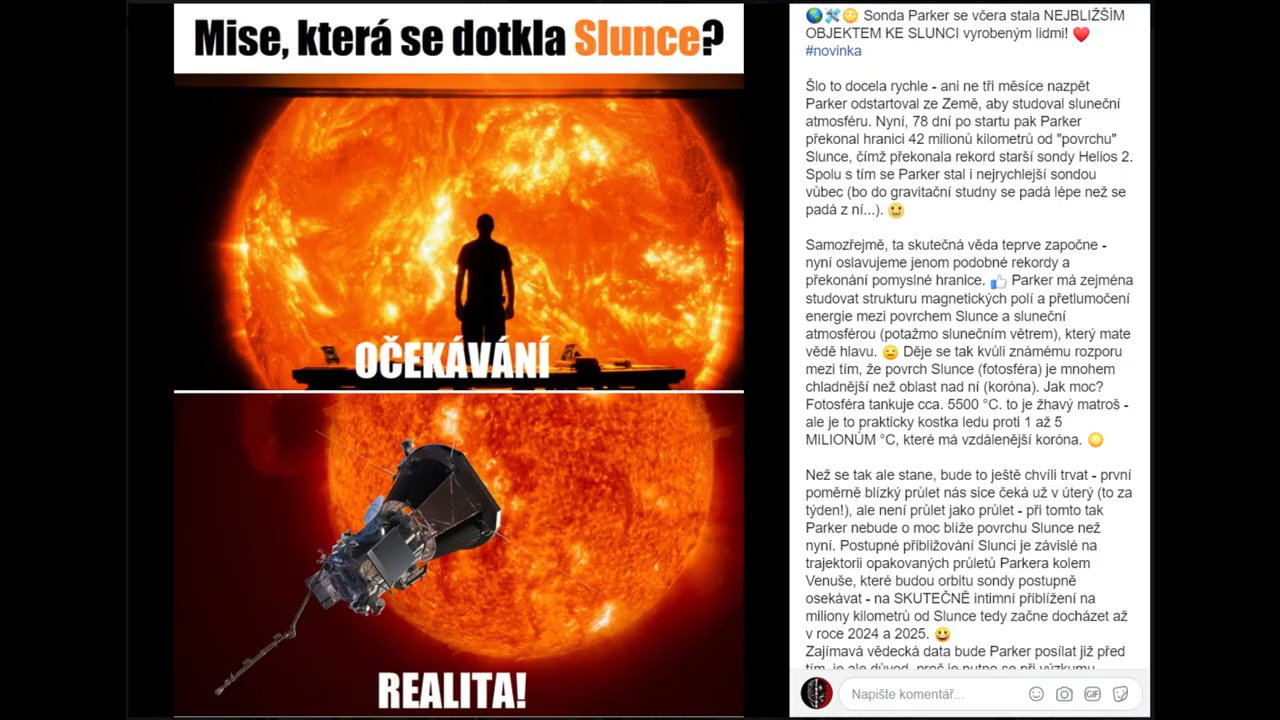 Mise, která se dotkla Slunce?
OČEKÁVÁNÍ
REALITA!
🌏🛠️🌕 Sonda Parker se včera stala NEJBLIŽŠÍM
OBJEKTEM KE SLUNCI vyrobeným lidmi! ❤️
#novinka
Šlo to docela rychle - ani ne tři měsíce nazpět
Parker odstartoval ze Země, aby studoval sluneční
atmosféru. Nyní, 78 dní po startu pak Parker
překonal hranici 42 milionů kilometrů od "povrchu"
Slunce, čímž překonala rekord starší sondy Helios 2.
Spolu s tím se Parker stal i nejrychlejší sondou
vůbec (bo do gravitační studny se padá lépe než se
padá z ní...).
Samozřejmě, ta skutečná věda teprve započne -
nyní oslavujeme jenom podobné rekordy a
překonání pomyslné hranice. 👍 Parker má zejména
studovat strukturu magnetických polí a přetlumočení
energie mezi povrchem Slunce a sluneční
atmosférou (potažmo slunečním větrem), který mate
vědě hlavu. 😑 Děje se tak kvůli známému rozporu
mezi tím, že povrch Slunce (fotosféra) je mnohem
chladnější než oblast nad ní (koróna). Jak moc?
Fotosféra tankuje cca. 5500 °C. to je žhavý matroš -
ale je to prakticky kostka ledu proti 1 až 5
MILIONŮM °C, které má vzdálenější koróna. 🌕
Než se tak ale stane, bude to ještě chvíli trvat - první
poměrně blízký průlet nás sice čeká už v úterý (to za
týden!), ale není průlet jako průlet - při tomto tak
Parker nebude o moc blíže povrchu Slunce než
nyní. Postupné přibližování Slunci je závislé na
trajektorii opakovaných průletů Parkera kolem
Venuše, které budou orbitu sondy postupně
osekávat - na SKUTEČNĚ intimní přiblížení na
miliony kilometrů od Slunce tedy začne docházet až
v roce 2024 a 2025. 😀
Zajímavá vědecká data bude Parker posílat již před
tím, je ale důvod, proč je nutno se při výzkumu
Napište komentář...
GIF